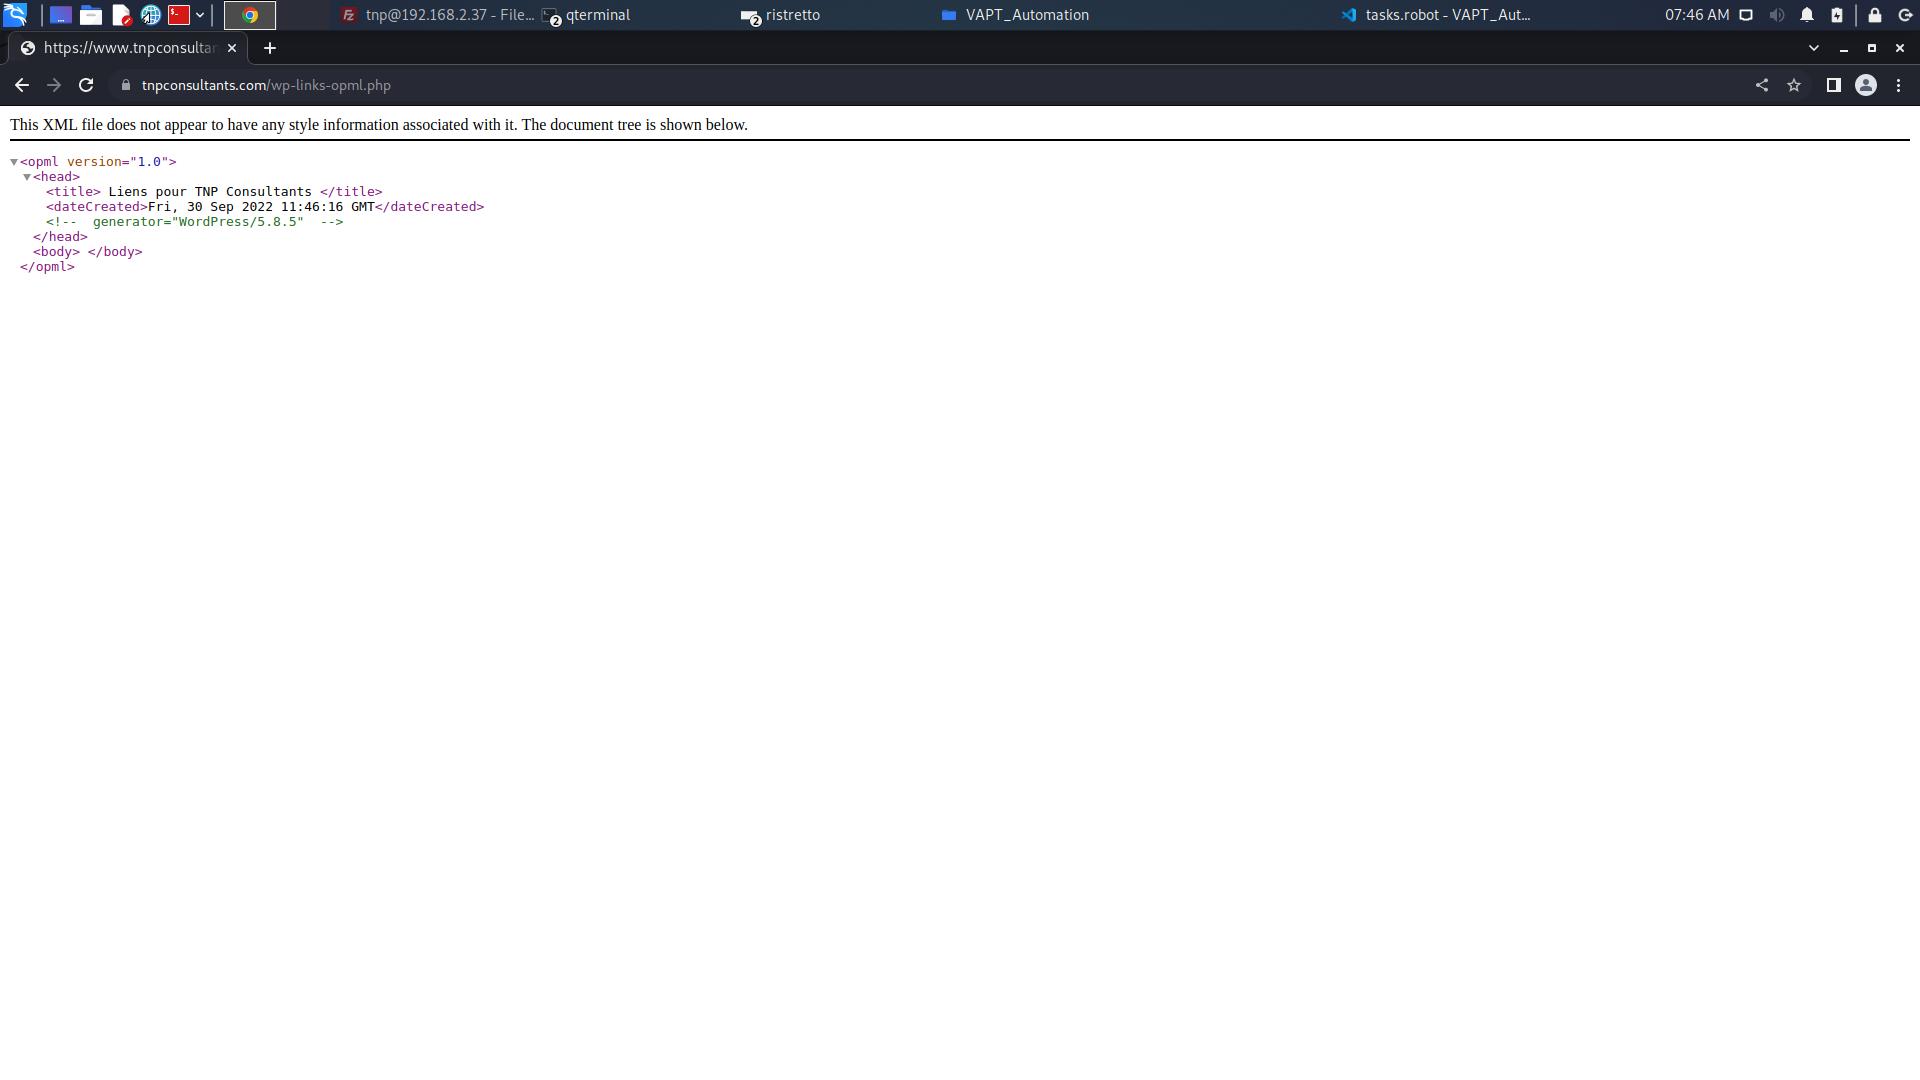 tnp@192.168.2.37 - File... 2 qterminal 2 ristretto VAPT_Automation tasks.robot - VAPT_Aut... 07:46 AM
https://www.tnpconsultan
tnpconsultants.com/wp-links-opml.php
This XML file does not appear to have any style information associated with it. The document tree is shown below.
<opml version="1.0">
<head>
<title> Liens pour TNP Consultants </title>
<dateCreated>Fri, 30 Sep 2022 11:46:16 GMT</dateCreated>
<!-- generator="WordPress/5.8.5" -->
</head>
<body> </body>
</opml>